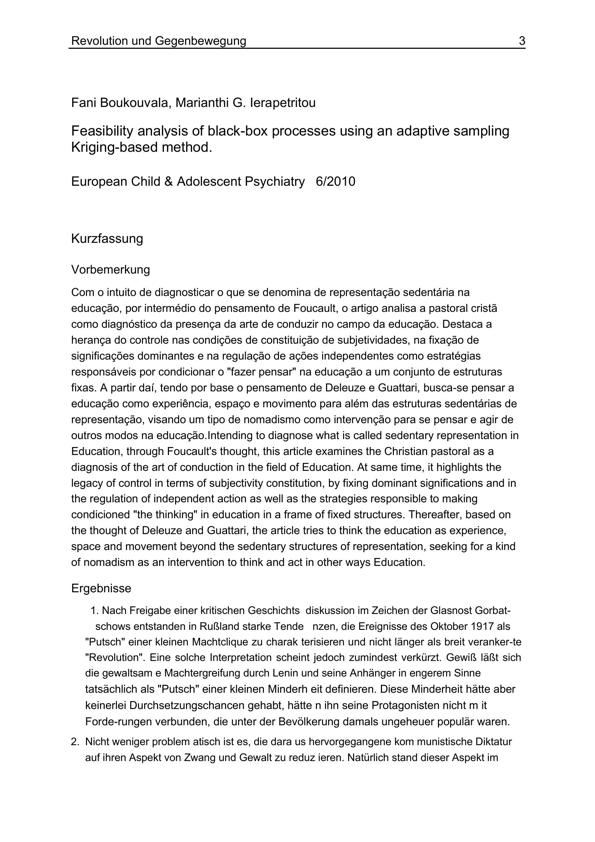 Revolution und Gegenbewegung 3
Fani Boukouvala, Marianthi G. Ierapetritou
Feasibility analysis of black-box processes using an adaptive sampling
Kriging-based method.
European Child & Adolescent Psychiatry 6/2010
Kurzfassung
Vorbemerkung
Com o intuito de diagnosticar o que se denomina de representação sedentária na
educação, por intermédio do pensamento de Foucault, o artigo analisa a pastoral cristã
como diagnóstico da presença da arte de conduzir no campo da educação. Destaca a
herança do controle nas condições de constituição de subjetividades, na fixação de
significações dominantes e na regulação de ações independentes como estratégias
responsáveis por condicionar o "fazer pensar" na educação a um conjunto de estruturas
fixas. A partir daí, tendo por base o pensamento de Deleuze e Guattari, busca-se pensar a
educação como experiência, espaço e movimento para além das estruturas sedentárias de
representação, visando um tipo de nomadismo como intervenção para se pensar e agir de
outros modos na educação.Intending to diagnose what is called sedentary representation in
Education, through Foucault's thought, this article examines the Christian pastoral as a
diagnosis of the art of conduction in the field of Education. At same time, it highlights the
legacy of control in terms of subjectivity constitution, by fixing dominant significations and in
the regulation of independent action as well as the strategies responsible to making
condicioned "the thinking" in education in a frame of fixed structures. Thereafter, based on
the thought of Deleuze and Guattari, the article tries to think the education as experience,
space and movement beyond the sedentary structures of representation, seeking for a kind
of nomadism as an intervention to think and act in other ways Education.
Ergebnisse
1. Nach Freigabe einer kritischen Geschichts diskussion im Zeichen der Glasnost Gorbat-
schows entstanden in Rußland starke Tende nzen, die Ereignisse des Oktober 1917 als
"Putsch" einer kleinen Machtclique zu charak terisieren und nicht länger als breit veranker-te
"Revolution". Eine solche Interpretation scheint jedoch zumindest verkürzt. Gewiß läßt sich
die gewaltsam e Machtergreifung durch Lenin und seine Anhänger in engerem Sinne
tatsächlich als "Putsch" einer kleinen Minderh eit definieren. Diese Minderheit hätte aber
keinerlei Durchsetzungschancen gehabt, hätte n ihn seine Protagonisten nicht m it
Forde-rungen verbunden, die unter der Bevölkerung damals ungeheuer populär waren.
2. Nicht weniger problem atisch ist es, die dara us hervorgegangene kom munistische Diktatur
auf ihren Aspekt von Zwang und Gewalt zu reduz ieren. Natürlich stand dieser Aspekt im